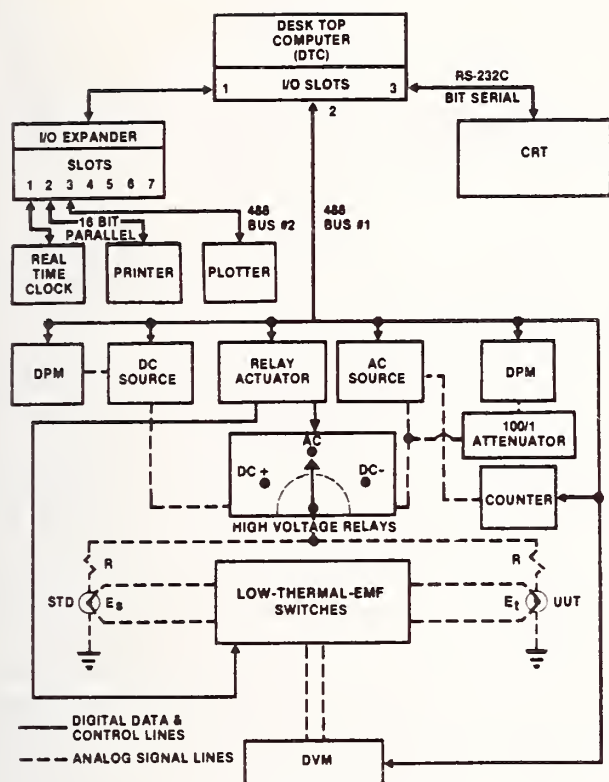 DESK TOP
COMPUTER
(DTC)
1 I/O SLOTS 3
2
RS-232C
BIT SERIAL
CRT
I/O EXPANDER
SLOTS
1 2 3 4 5 6 7
16 BIT
PARALLEL
488
BUS #2
488
BUS #1
REAL
TIME
CLOCK
PRINTER
PLOTTER
DPM
DC
SOURCE
RELAY
ACTUATOR
AC
SOURCE
DPM
100/1
ATTENUATOR
COUNTER
AC
DC+
DC-
HIGH VOLTAGE RELAYS
R
R
STD
Es
LOW-THERMAL-EMF
SWITCHES
Et
UUT
DIGITAL DATA &
CONTROL LINES
ANALOG SIGNAL LINES
DVM